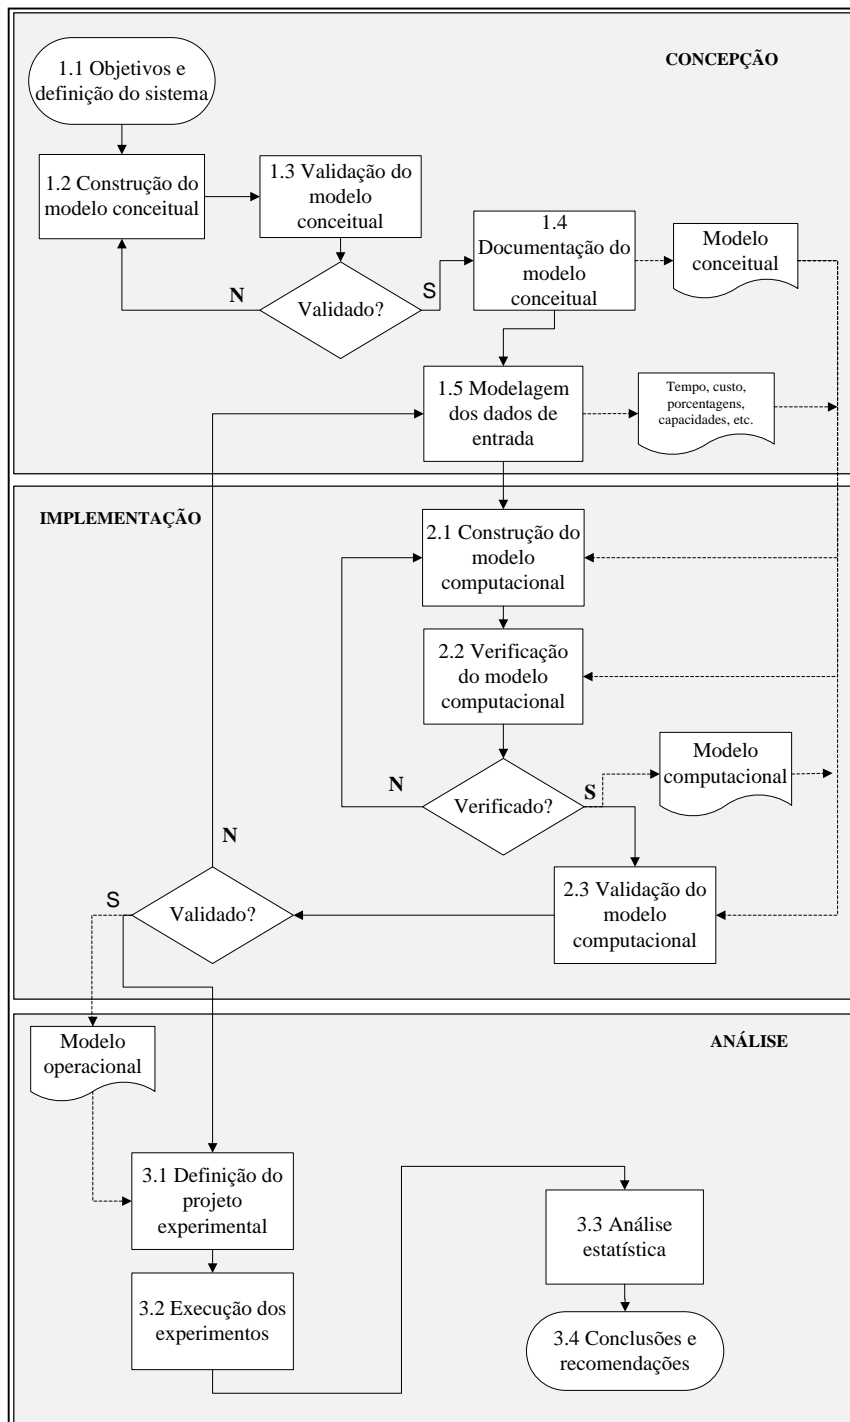 CONCEPÇÃO
1.1 Objetivos e
definição do sistema
1.2 Construção do
modelo conceitual
1.3 Validação do
modelo
conceitual
Validado?
N
S
1.4
Documentação do
modelo
conceitual
Modelo
conceitual
1.5 Modelagem
dos dados de
entrada
Tempo, custo,
porcentagens,
capacidades, etc.
IMPLEMENTAÇÃO
2.1 Construção do
modelo
computacional
2.2 Verificação
do modelo
computacional
Verificado?
N
S
Modelo
computacional
2.3 Validação do
modelo
computacional
Validado?
N
S
ANÁLISE
Modelo
operacional
3.1 Definição do
projeto
experimental
3.2 Execução dos
experimentos
3.3 Análise
estatística
3.4 Conclusões e
recomendações